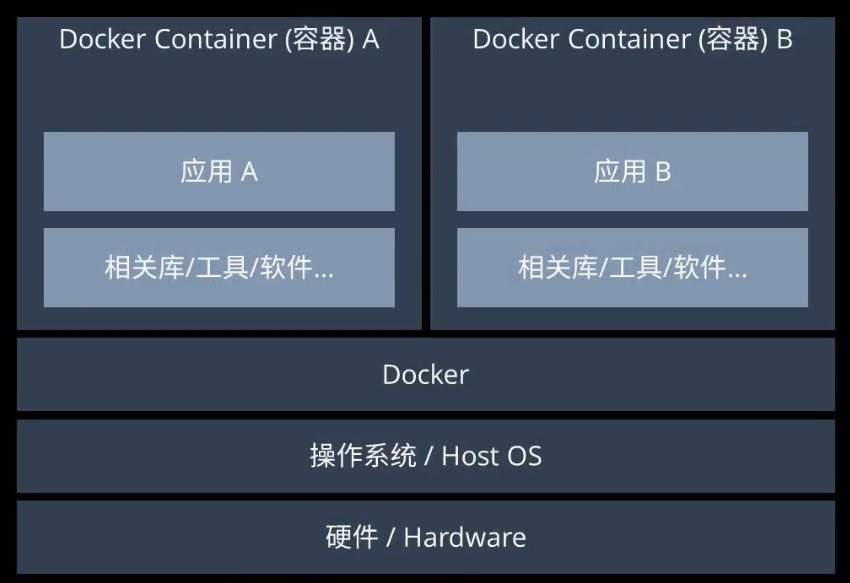 Docker Container (容器) A
Docker Container (容器) B
应用 A
应用 B
相关库/工具/软件...
相关库/工具/软件...
Docker
操作系统 / Host OS
硬件 / Hardware